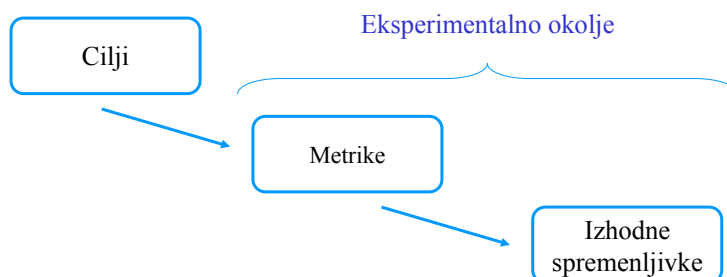 Eksperimentalno okolje
Cilji
Metrike
Izhodne
spremenljivke